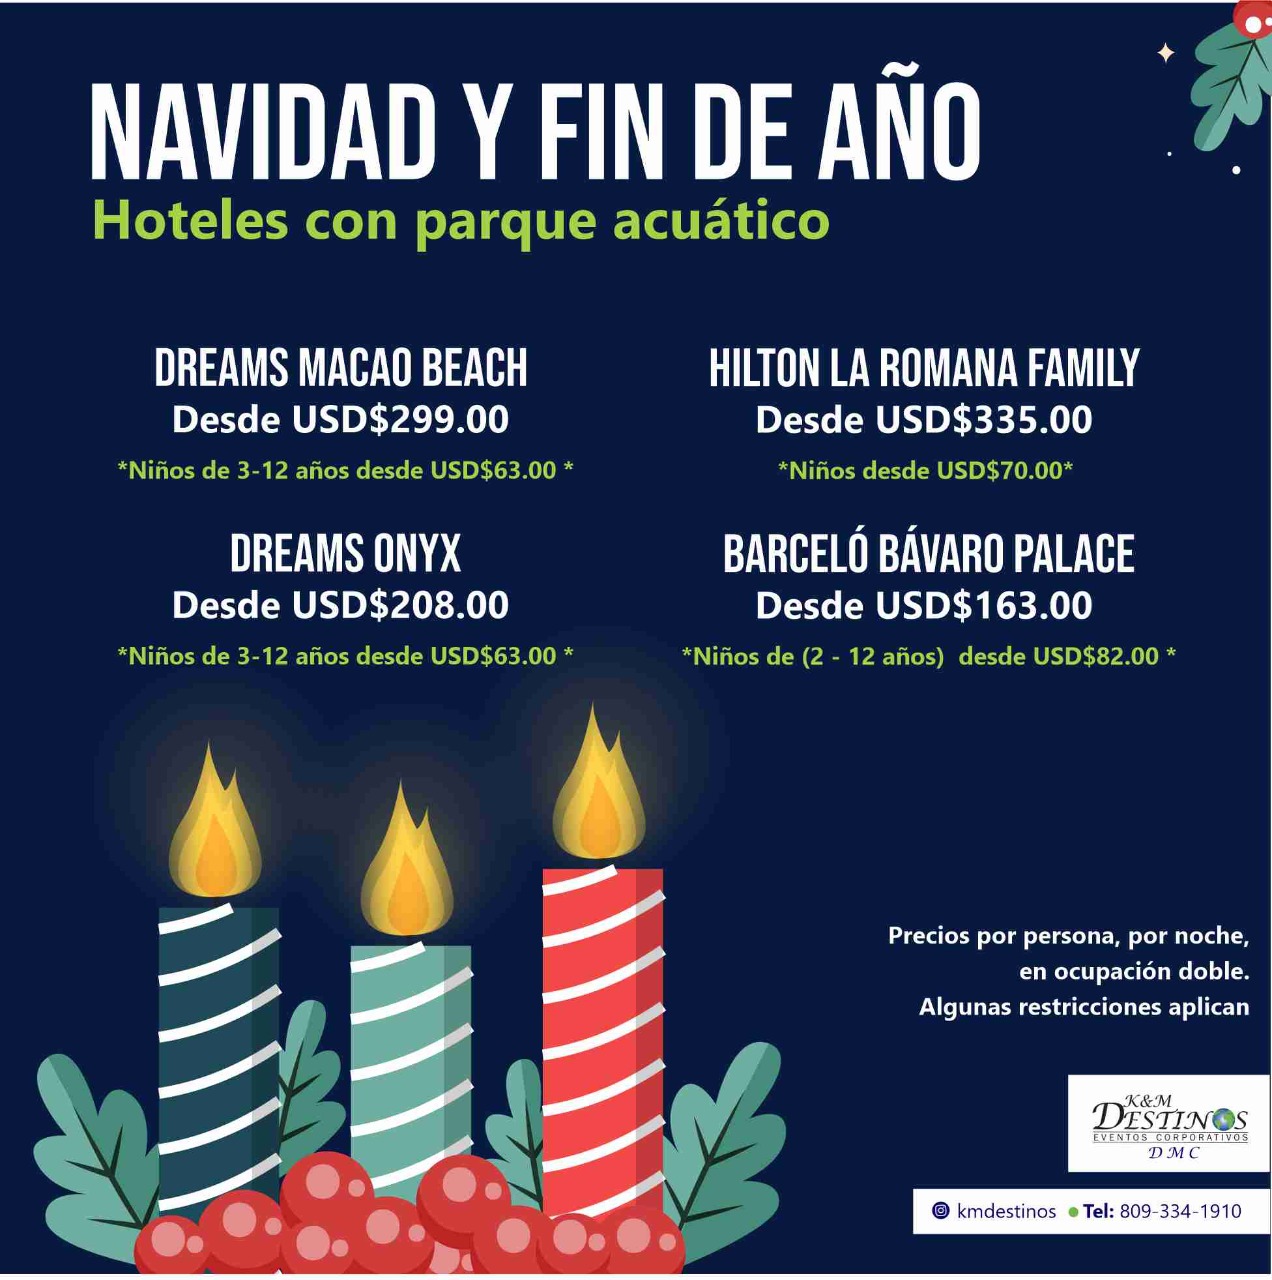 NAVIDAD Y FIN DE AÑO
Hoteles con parque acuático
DREAMS MACAO BEACH
Desde USD$299.00
*Niños de 3-12 años desde USD$63.00 *
HILTON LA ROMANA FAMILY
Desde USD$335.00
*Niños desde USD$70.00*
DREAMS ONYX
Desde USD$208.00
*Niños de 3-12 años desde USD$63.00 *
BARCELÓ BÁVARO PALACE
Desde USD$163.00
*Niños de (2 - 12 años) desde USD$82.00 *
Precios por persona, por noche,
en ocupación doble.
Algunas restricciones aplican
K&M
DESTINOS
EVENTOS CORPORATIVOS
DMC
kmdestinos • Tel: 809-334-1910